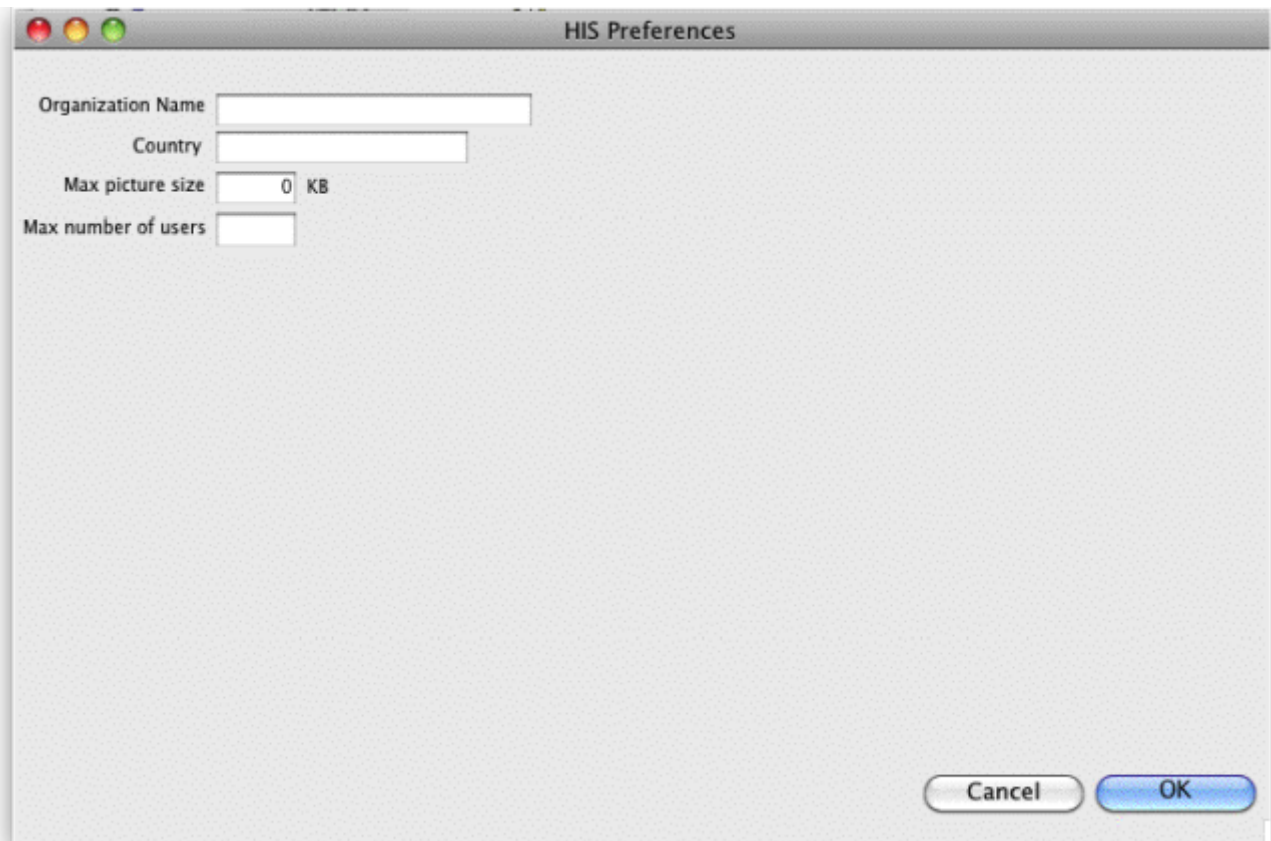 HIS Preferences
Organization Name
Country
Max picture size 0 KB
Max number of users
Cancel OK